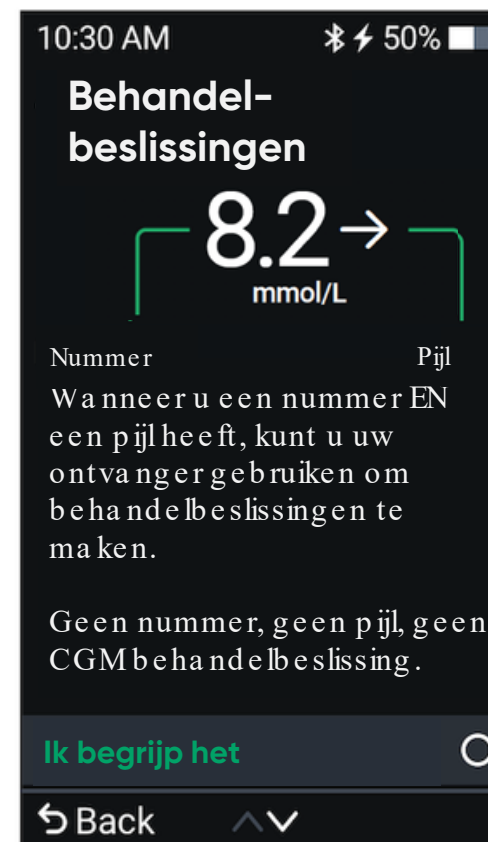 10:30 AM 50%
Behandel-
beslissingen
8.2→
mmol/L
Nummer Pijl
Wanneer u een nummer EN
een pijl heeft, kunt u uw
ontvanger gebruiken om
behandelbeslissingen te
maken.
Geen nummer, geen pijl, geen
CGM behandelbeslissing.
Ik begrijp het
Back